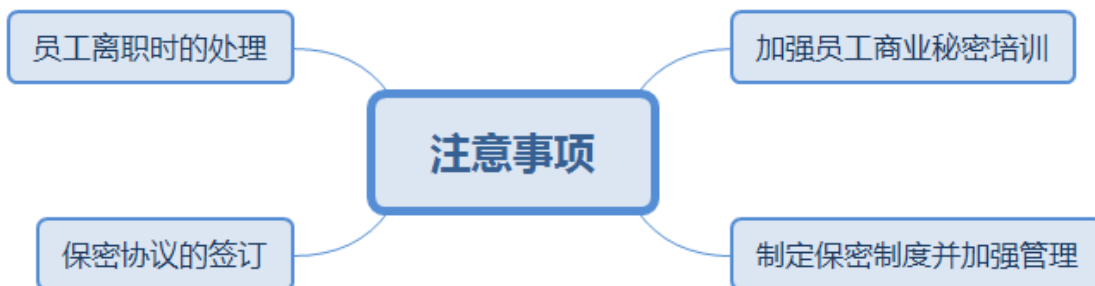 员工离职时的处理
加强员工商业秘密培训
注意事项
保密协议的签订
制定保密制度并加强管理